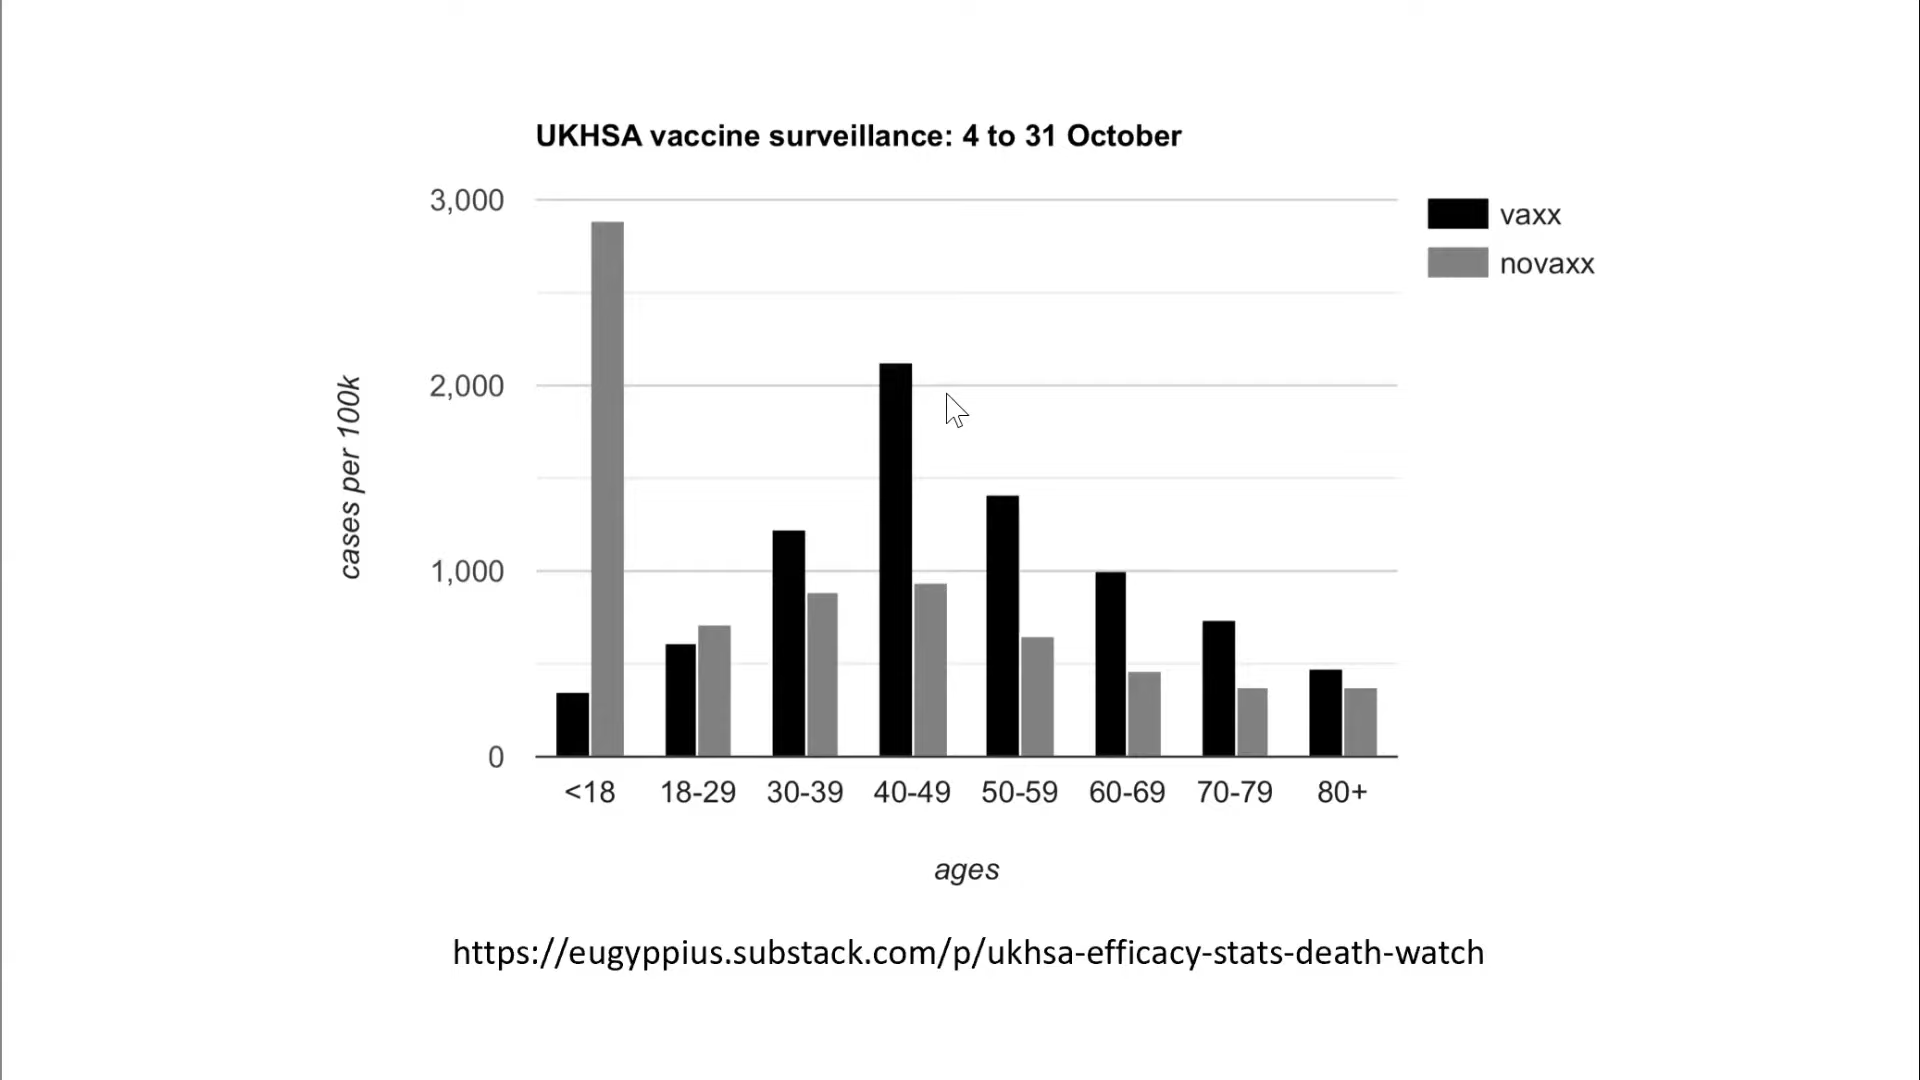 UKHSA vaccine surveillance: 4 to 31 October
3,000
2,000
1,000
0
cases per 100k
vaxx
novaxx
<18 18-29 30-39 40-49 50-59 60-69 70-79 80+
ages
https://eugyppius.substack.com/p/ukhsa-efficacy-stats-death-watch